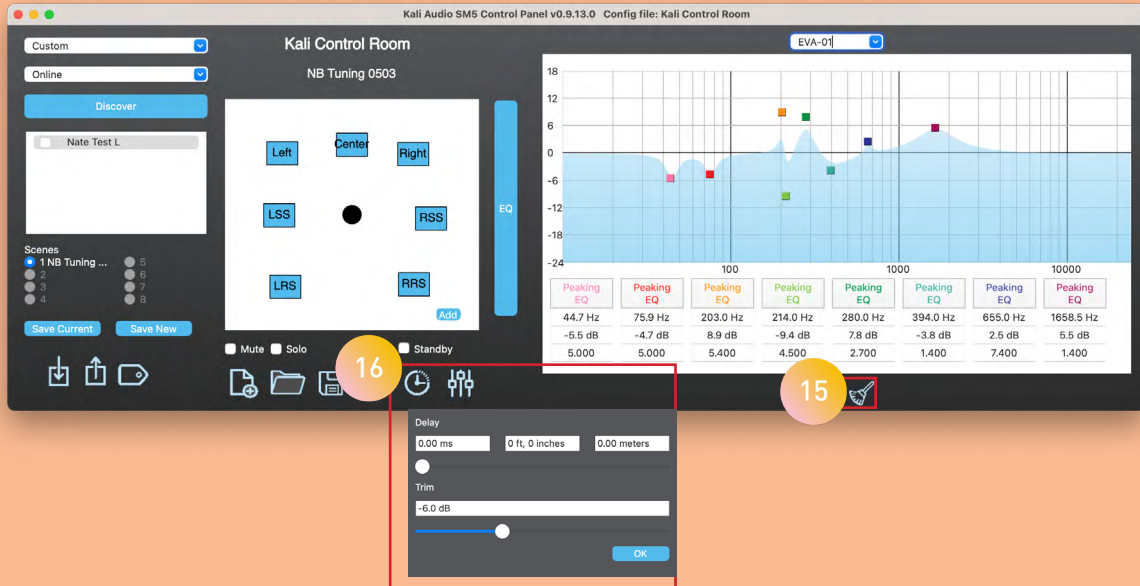 Kali Audio SM5 Control Panel v0.9.13.0 Config file: Kali Control Room
Custom
Online
Discover
Nate Test L
Scenes
1 NB Tuning ...
2
3
4
5
6
7
8
Save Current
Save New
Kali Control Room
NB Tuning 0503
Left
Center
Right
LSS
RSS
LRS
RRS
Add
EQ
Mute
Solo
Standby
16
EVA-01
18
12
6
0
-6
-12
-18
-24
100 1000 10000
Peaking Peaking Peaking Peaking Peaking Peaking Peaking Peaking
EQ EQ EQ EQ EQ EQ EQ EQ
44.7 Hz 75.9 Hz 203.0 Hz 214.0 Hz 280.0 Hz 394.0 Hz 655.0 Hz 1658.5 Hz
-5.5 dB -4.7 dB 8.9 dB -9.4 dB 7.8 dB -3.8 dB 2.5 dB 5.5 dB
5.000 5.000 5.400 4.500 2.700 1.400 7.400 1.400
15
Delay
0.00 ms 0 ft, 0 inches 0.00 meters
Trim
-6.0 dB
OK